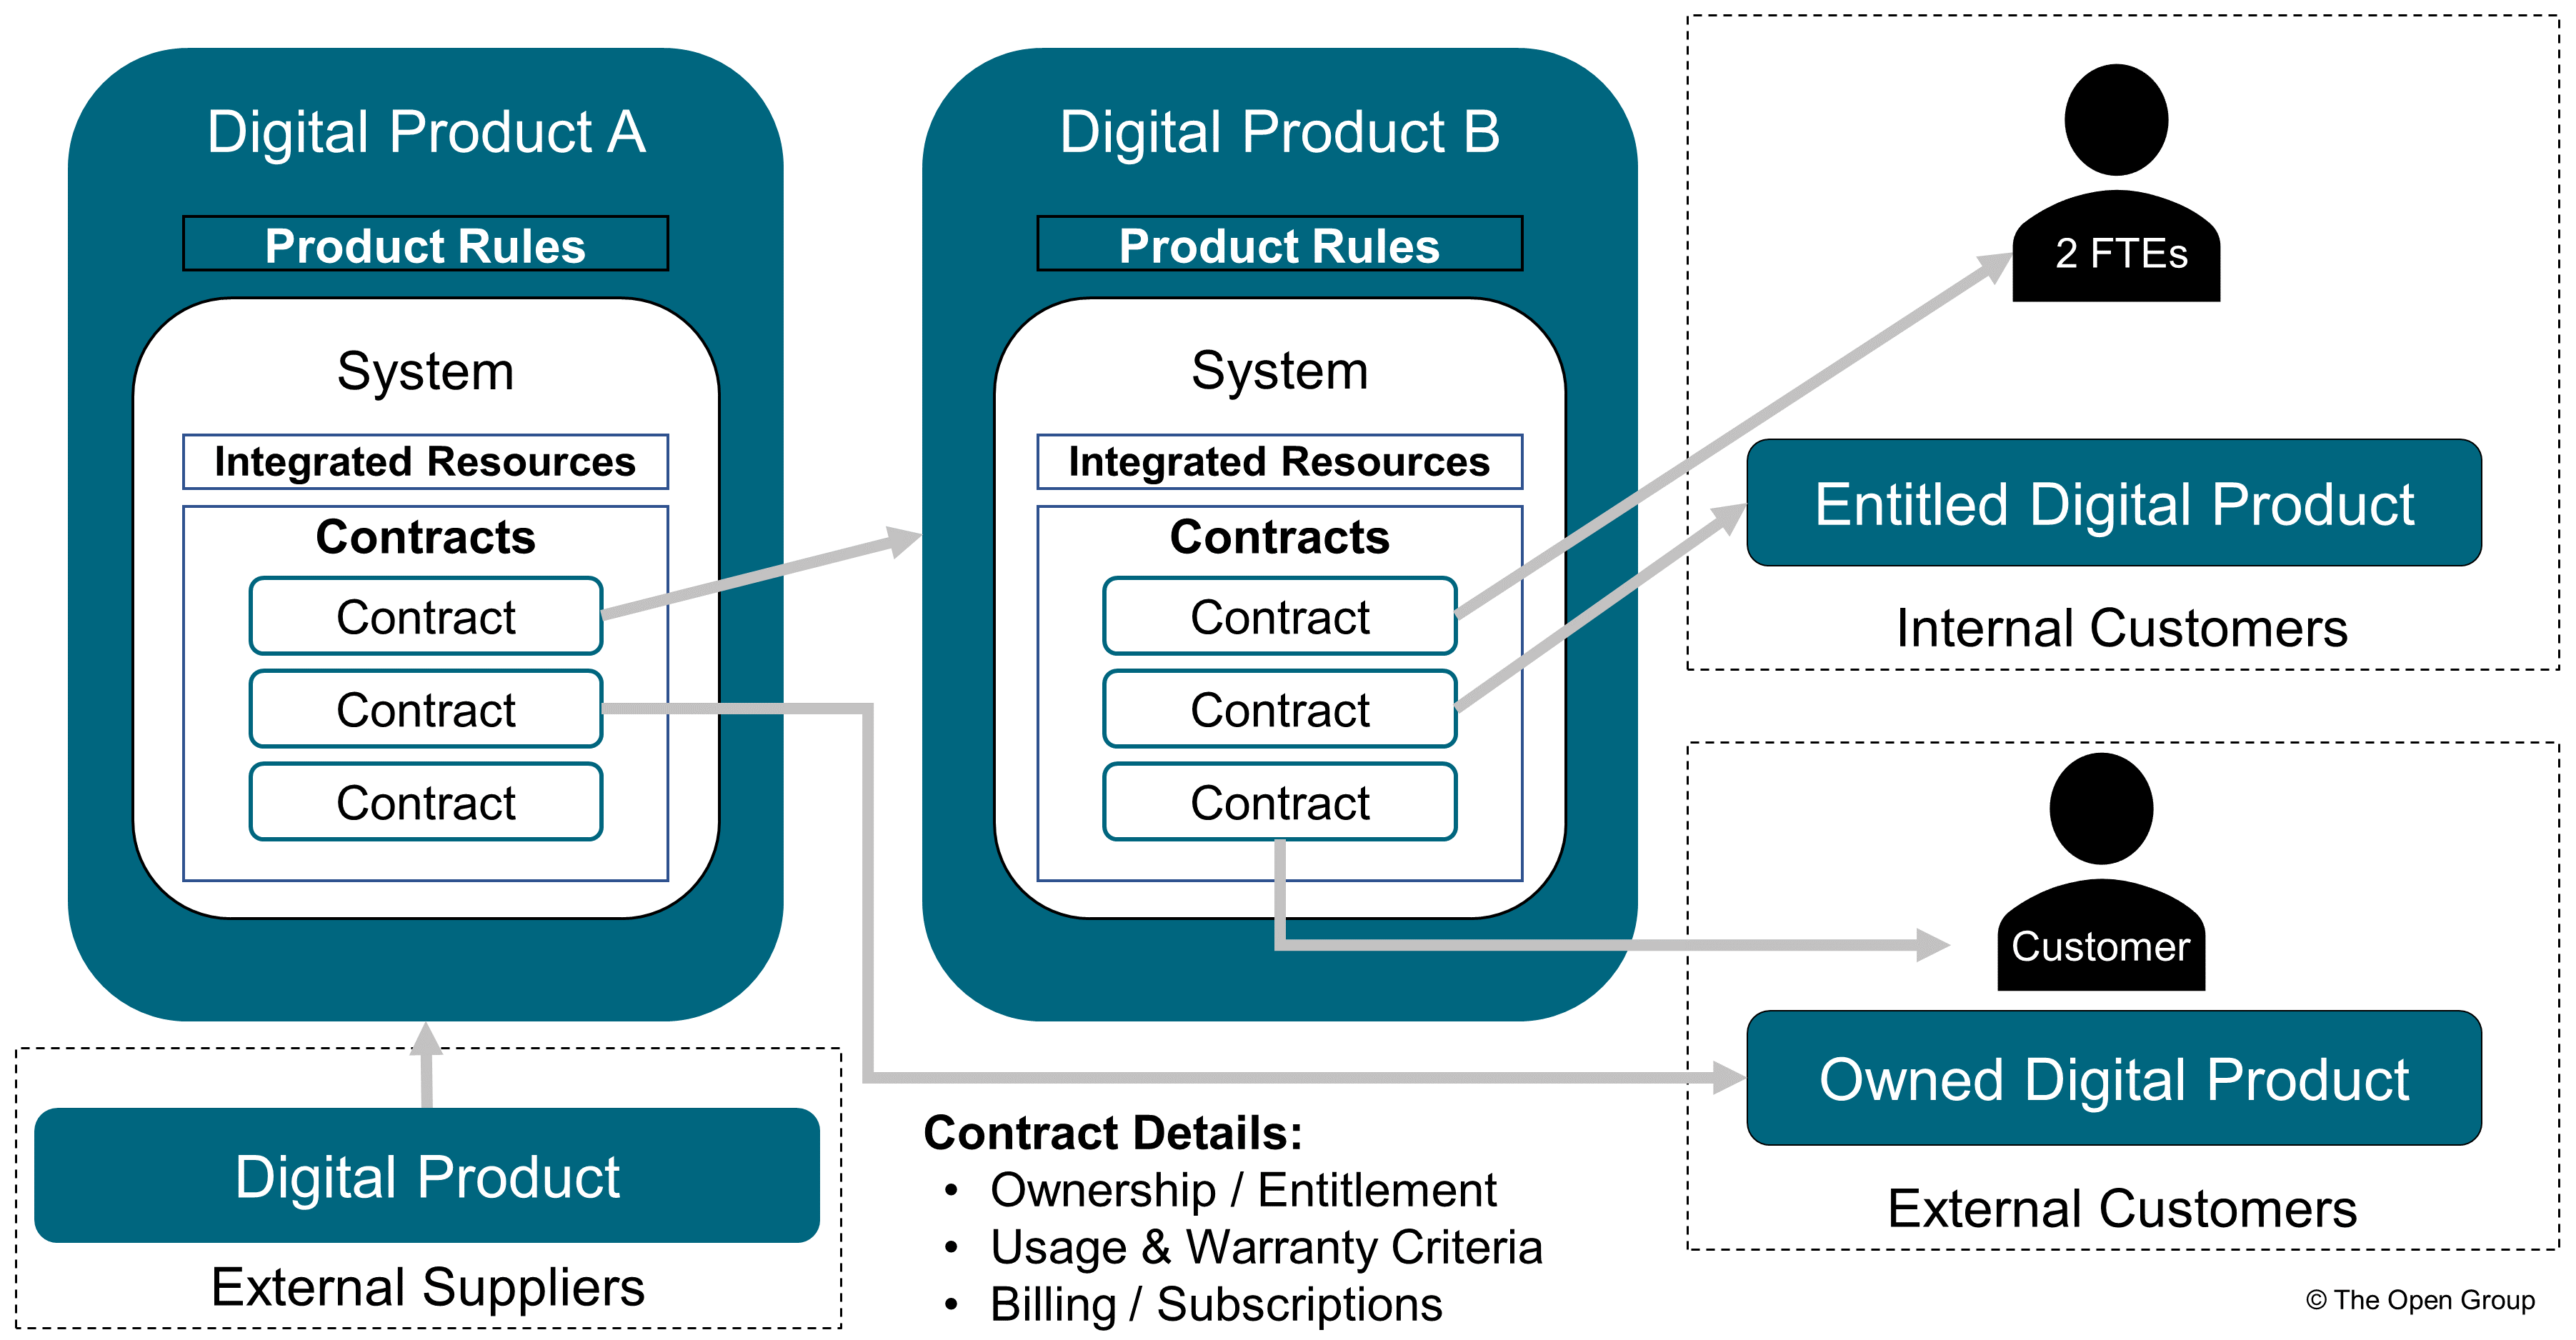 Digital Product A
Product Rules
System
Integrated Resources
Contracts
Contract
Contract
Contract
Digital Product B
Product Rules
System
Integrated Resources
Contracts
Contract
Contract
Contract
2 FTEs
Entitled Digital Product
Internal Customers
Customer
Owned Digital Product
External Customers
Digital Product
External Suppliers
Contract Details:
• Ownership / Entitlement
• Usage & Warranty Criteria
• Billing / Subscriptions
© The Open Group